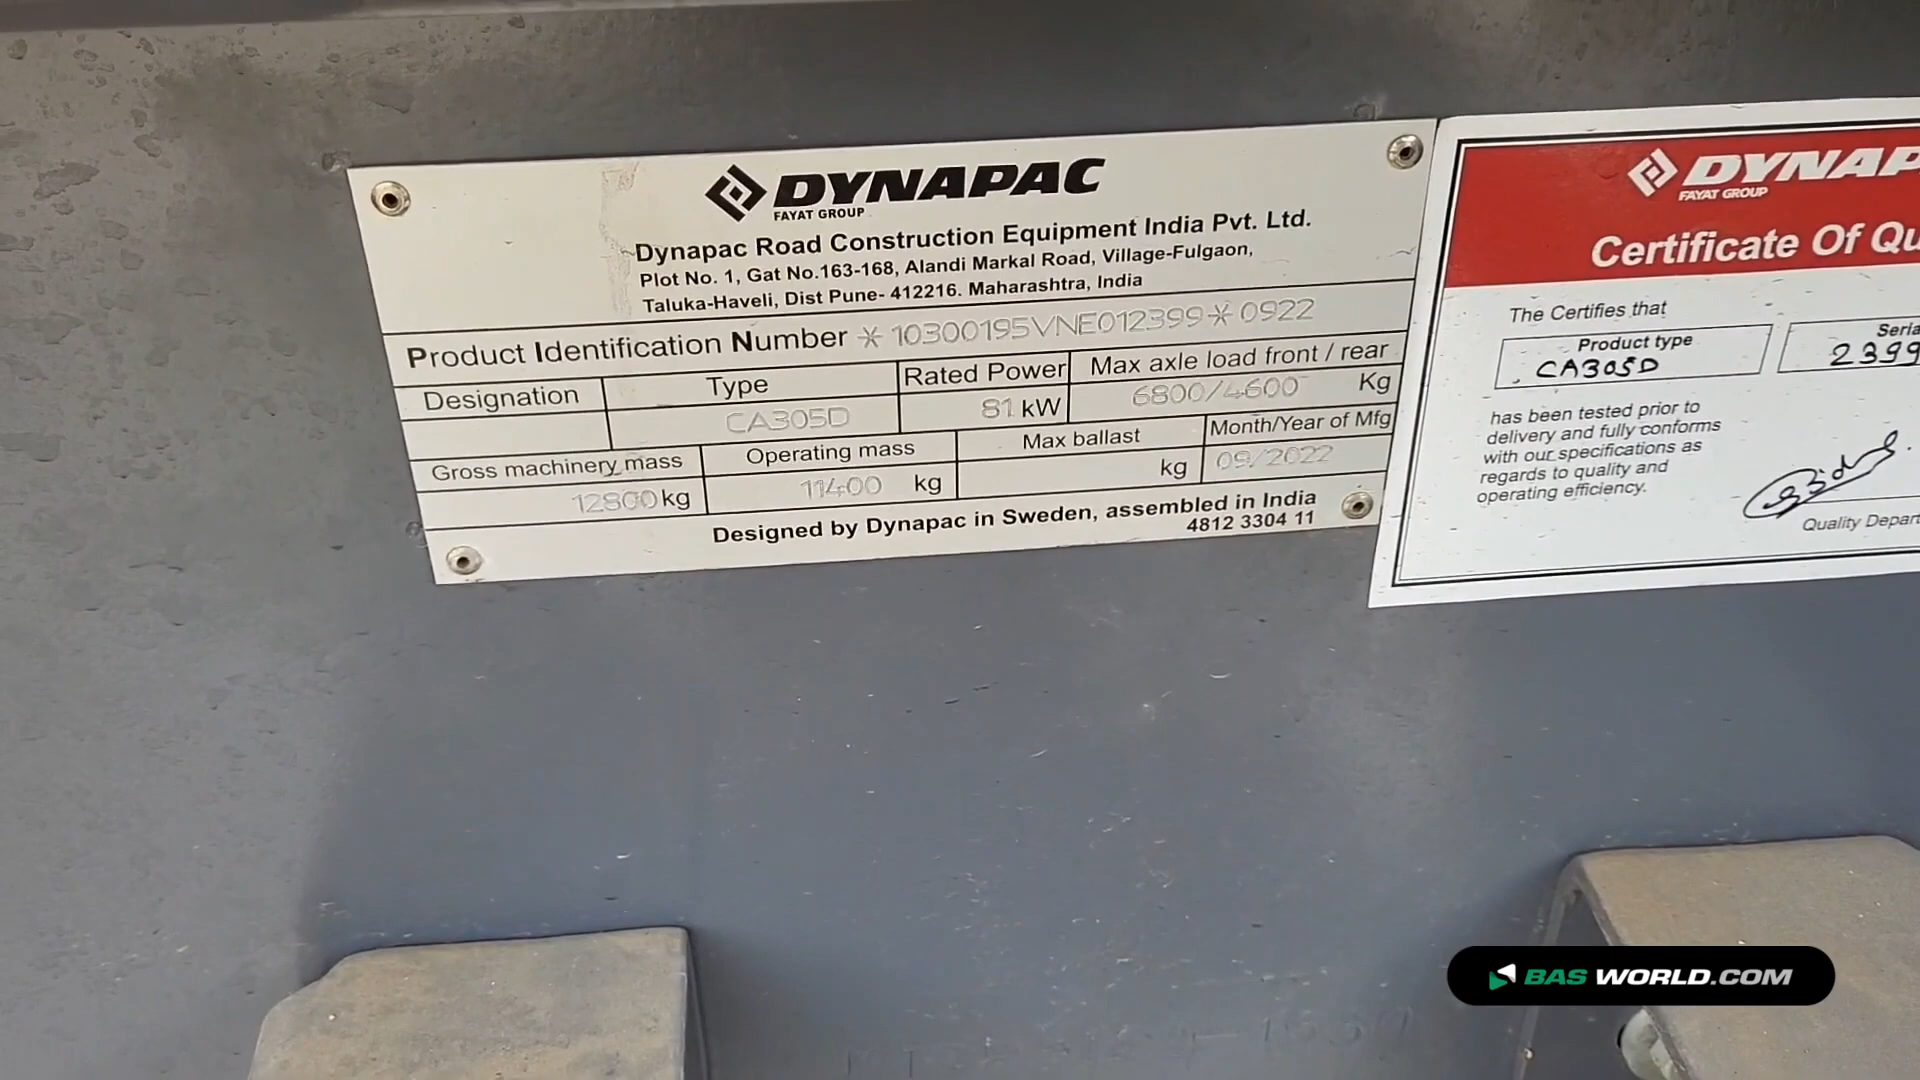 DYNAPAC
FAYAT GROUP
Dynapac Road Construction Equipment India Pvt. Ltd.
Plot No. 1, Gat No.163-168, Alandi Markal Road, Village-Fulgaon,
Taluka-Haveli, Dist Pune- 412216. Maharashtra, India
Product Identification Number * 10300195VNE012399* 0922
Designation Type Rated Power Max axle load front / rear
CA305D 81 kW 6800/4600 Kg
Gross machinery mass Operating mass Max ballast Month/Year of Mfg
12800 kg 11400 kg kg 09/2022
Designed by Dynapac in Sweden, assembled in India
4812 3304 11
DYNAP
FAYAT GROUP
Certificate Of Qu
The Certifies that
Product type Seria
CA305D 2399
has been tested prior to
delivery and fully conforms
with our specifications as
regards to quality and
operating efficiency.
Quality Depart
BAS WORLD.COM